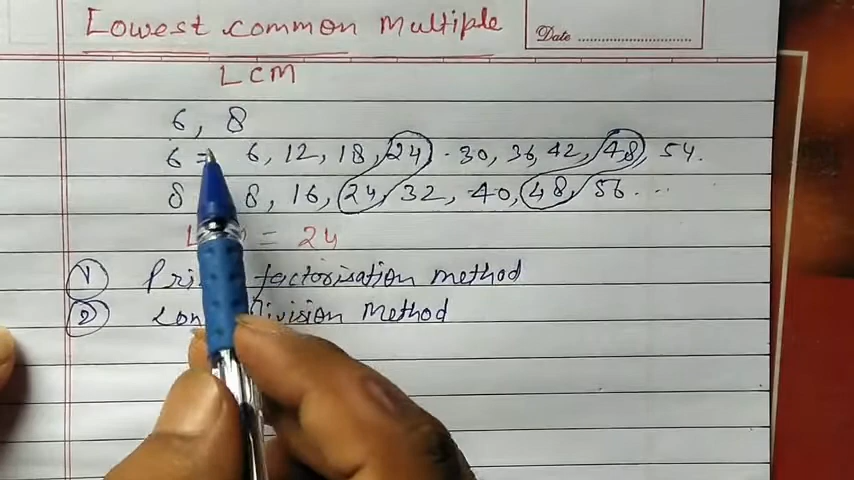 Lowest common Multiple
Date
LCM
6, 8
6 = 6, 12, 18, 24, 30, 36, 42, 48, 54.
8 8, 16, 24, 32, 40, 48, 56 ...
= 24
1 factorisation method
2 Division Method